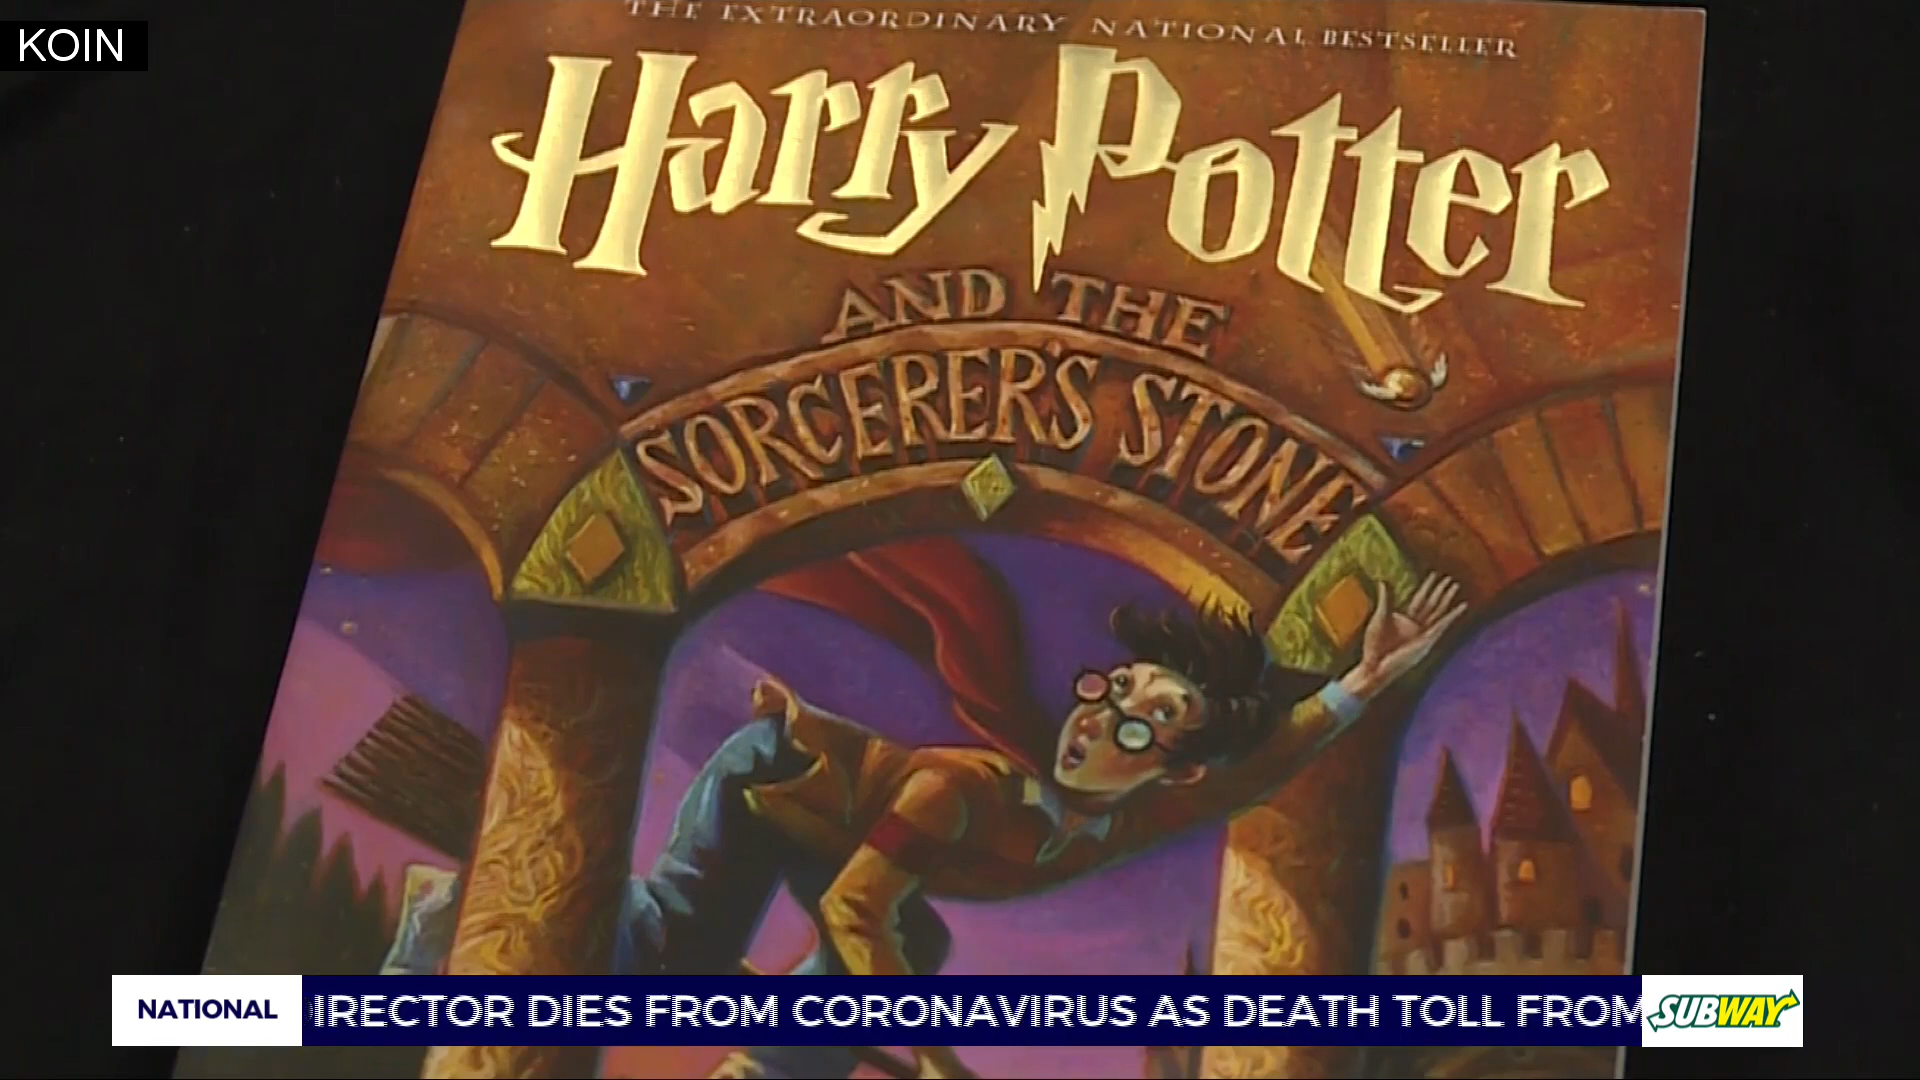 KOIN
THE EXTRAORDINARY NATIONAL BESTSELLER
Harry Potter
AND THE
SORCERER'S STONE
NATIONAL
IRECTOR DIES FROM CORONAVIRUS AS DEATH TOLL FROM
SUBWAY